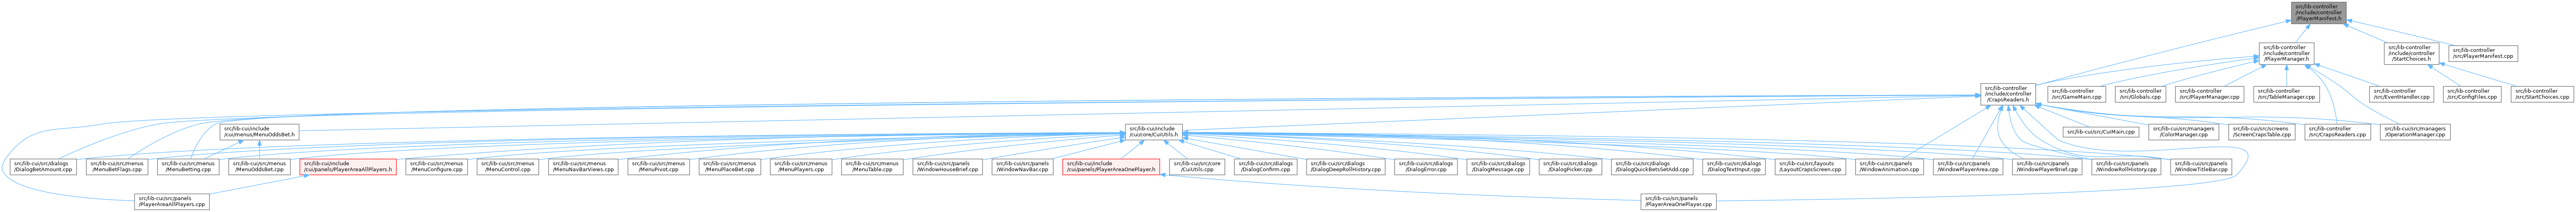 src/lib-controller
/include/controller
/PlayerManifest.h
src/lib-controller
/include/controller
/PlayerManager.h
src/lib-controller
/include/controller
/StartChoices.h
src/lib-controller
/src/PlayerManifest.cpp
src/lib-controller
/include/controller
/CrapsReaders.h
src/lib-controller
/src/GameMain.cpp
src/lib-controller
/src/Globals.cpp
src/lib-controller
/src/PlayerManager.cpp
src/lib-controller
/src/TableManager.cpp
src/lib-controller
/src/EventHandler.cpp
src/lib-controller
/src/ConfigFiles.cpp
src/lib-controller
/src/StartChoices.cpp
src/lib-cui/include
/cui/menus/MenuOddsBet.h
src/lib-cui/include
/cui/core/CuiUtils.h
src/lib-cui/src/CuiMain.cpp
src/lib-cui/src/managers
/ColorManager.cpp
src/lib-cui/src/screens
/ScreenCrapsTable.cpp
src/lib-controller
/src/CrapsReaders.cpp
src/lib-cui/src/managers
/OperationManager.cpp
src/lib-cui/src/dialogs
/DialogBetAmount.cpp
src/lib-cui/src/menus
/MenuBetFlags.cpp
src/lib-cui/src/menus
/MenuBetting.cpp
src/lib-cui/src/menus
/MenuOddsBet.cpp
src/lib-cui/include
/cui/panels/PlayerAreaAllPlayers.h
src/lib-cui/src/menus
/MenuConfigure.cpp
src/lib-cui/src/menus
/MenuControl.cpp
src/lib-cui/src/menus
/MenuNavBarViews.cpp
src/lib-cui/src/menus
/MenuPivot.cpp
src/lib-cui/src/menus
/MenuPlaceBet.cpp
src/lib-cui/src/menus
/MenuPlayers.cpp
src/lib-cui/src/menus
/MenuTable.cpp
src/lib-cui/src/panels
/WindowHouseBrief.cpp
src/lib-cui/src/panels
/WindowNavBar.cpp
src/lib-cui/include
/cui/panels/PlayerAreaOnePlayer.h
src/lib-cui/src/core
/CuiUtils.cpp
src/lib-cui/src/dialogs
/DialogConfirm.cpp
src/lib-cui/src/dialogs
/DialogDeepRollHistory.cpp
src/lib-cui/src/dialogs
/DialogError.cpp
src/lib-cui/src/dialogs
/DialogMessage.cpp
src/lib-cui/src/dialogs
/DialogPicker.cpp
src/lib-cui/src/dialogs
/DialogQuickBetsSetAdd.cpp
src/lib-cui/src/dialogs
/DialogTextInput.cpp
src/lib-cui/src/layouts
/LayoutCrapsScreen.cpp
src/lib-cui/src/panels
/WindowAnimation.cpp
src/lib-cui/src/panels
/WindowPlayerArea.cpp
src/lib-cui/src/panels
/WindowPlayerBrief.cpp
src/lib-cui/src/panels
/WindowRollHistory.cpp
src/lib-cui/src/panels
/WindowTitleBar.cpp
src/lib-cui/src/panels
/PlayerAreaAllPlayers.cpp
src/lib-cui/src/panels
/PlayerAreaOnePlayer.cpp